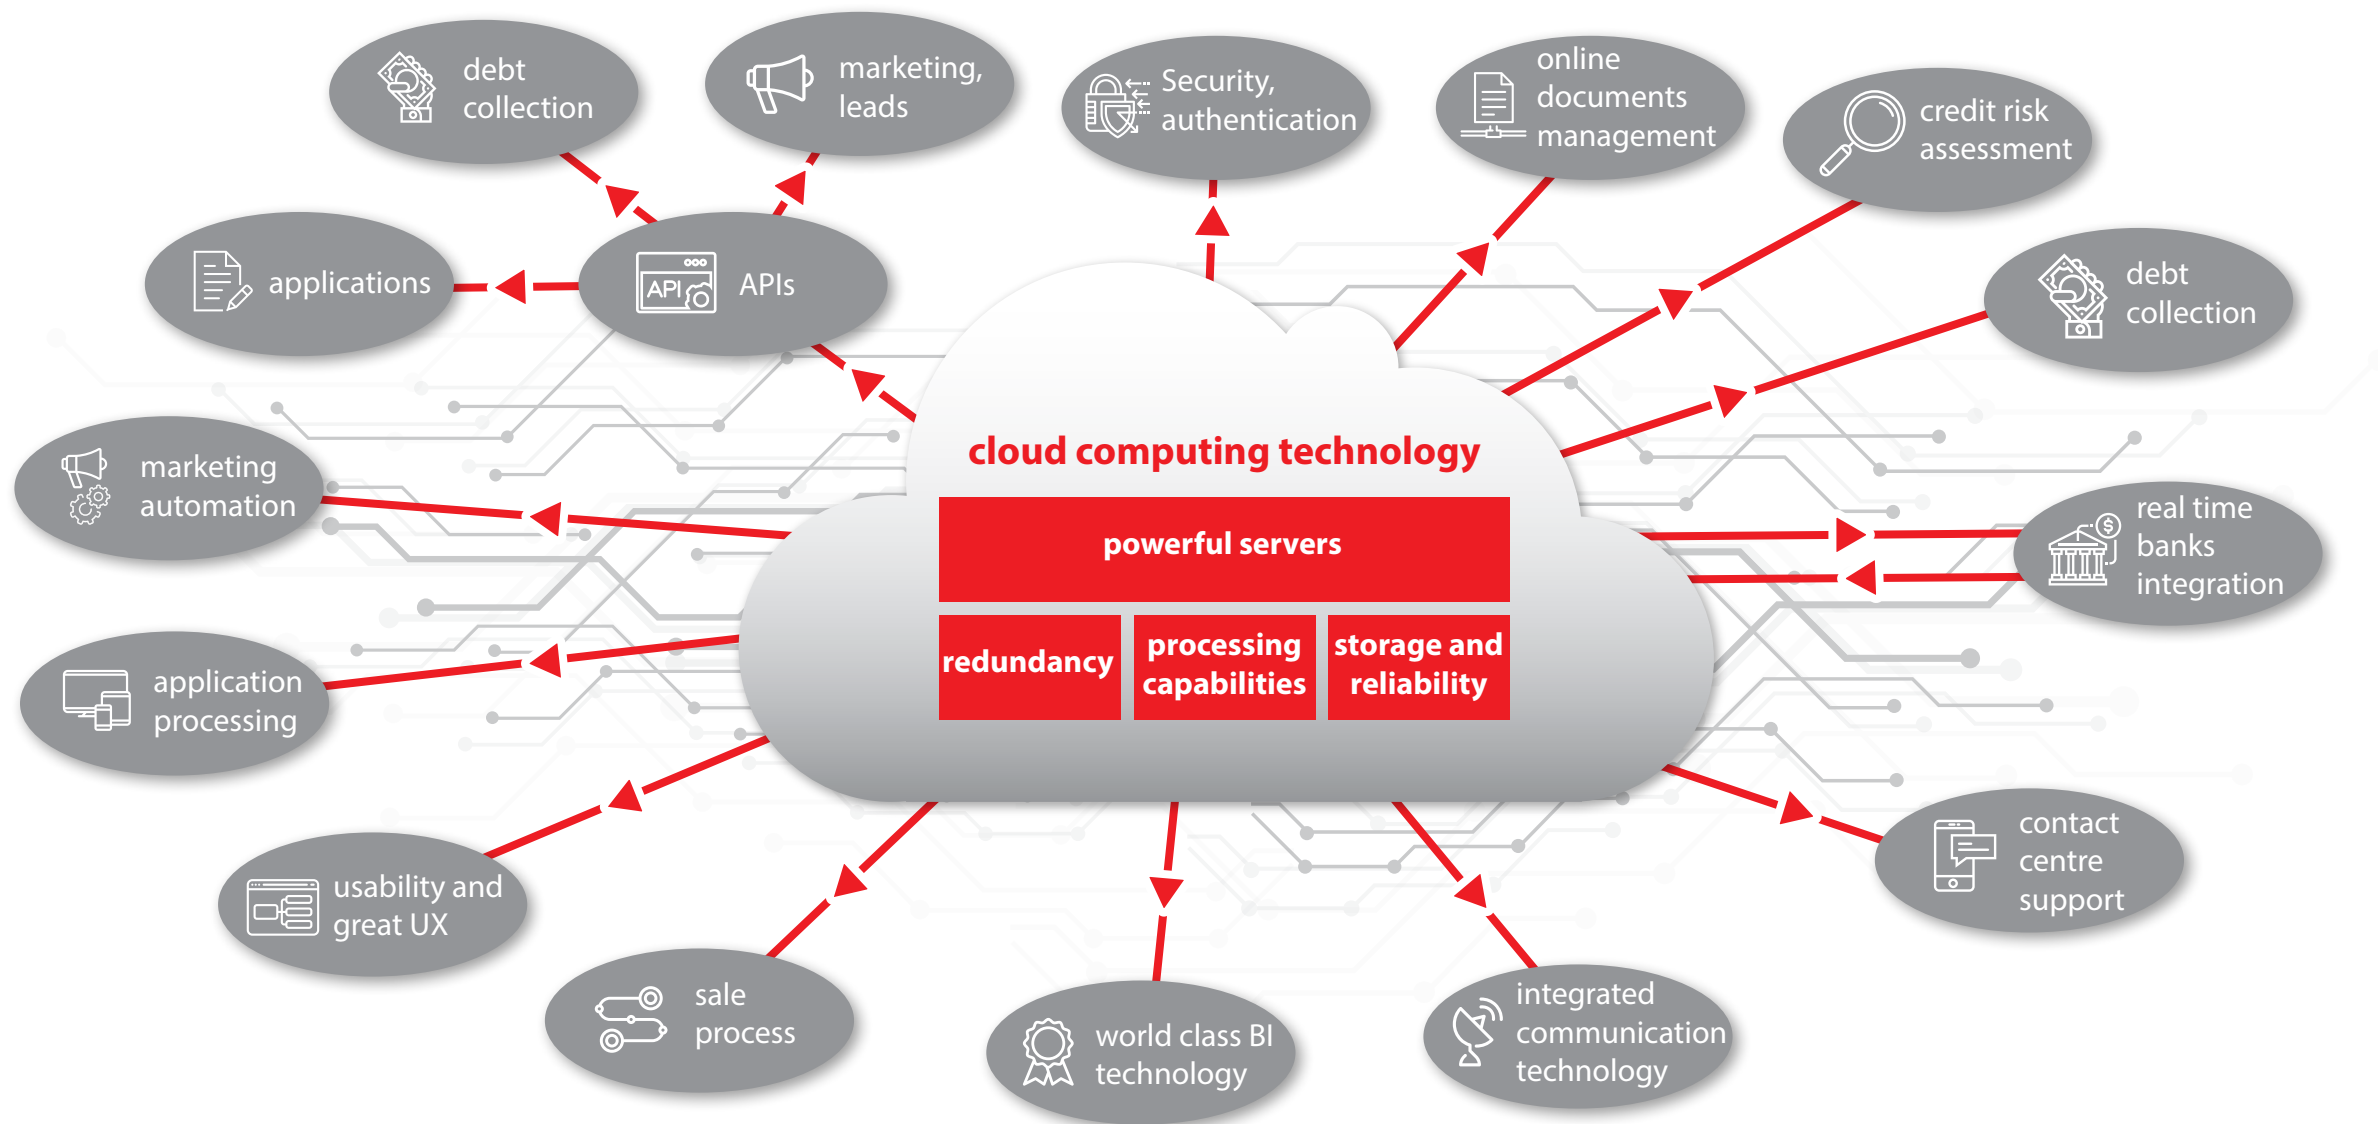 debt
collection
marketing,
leads
Security,
authentication
online
documents
management
credit risk
assessment
applications
API
APIs
debt
collection
marketing
automation
cloud computing technology
powerful servers
redundancy
processing
capabilities
storage and
reliability
$
real time
banks
integration
application
processing
usability and
great UX
sale
process
world class BI
technology
integrated
communication
technology
contact
centre
support